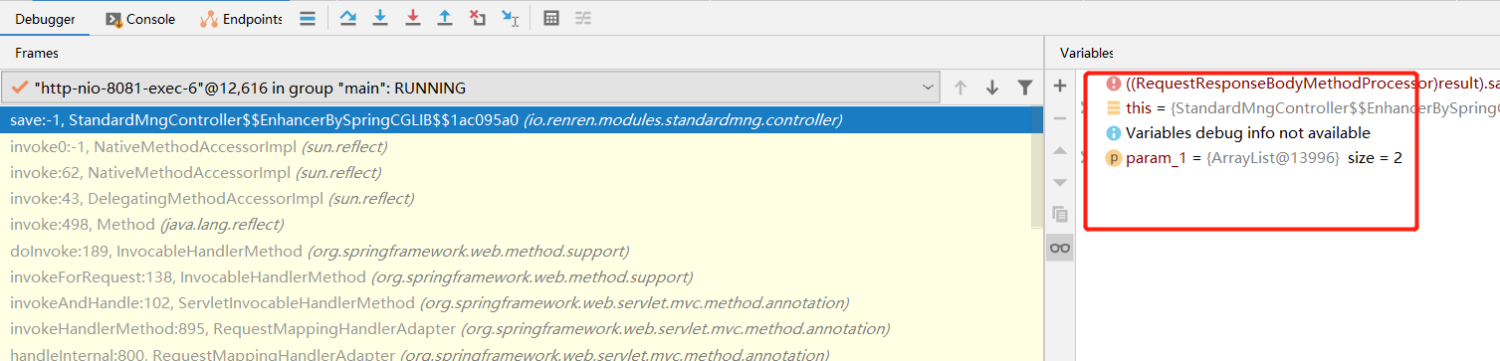 Debugger Console Endpoints
Frames
"http-nio-8081-exec-6"@12,616 in group "main": RUNNING
save:-1, StandardMngController$$EnhancerBySpringCGLIB$$1ac095a0 (io.renren.modules.standardmng.controller)
invoke0:-1, NativeMethodAccessorImpl (sun.reflect)
invoke:62, NativeMethodAccessorImpl (sun.reflect)
invoke:43, DelegatingMethodAccessorImpl (sun.reflect)
invoke:498, Method (java.lang.reflect)
doInvoke:189, InvocableHandlerMethod (org.springframework.web.method.support)
invokeForRequest:138, InvocableHandlerMethod (org.springframework.web.method.support)
invokeAndHandle:102, ServletInvocableHandlerMethod (org.springframework.web.servlet.mvc.method.annotation)
invokeHandlerMethod:895, RequestMappingHandlerAdapter (org.springframework.web.servlet.mvc.method.annotation)
handleInternal:800, RequestMappingHandlerAdapter (org.springframework.web.servlet.mvc.method.annotation)
Variables
((RequestResponseBodyMethodProcessor)result).sa
this = {StandardMngController$$EnhancerBySpringCG
Variables debug info not available
param_1 = {ArrayList@13996} size = 2